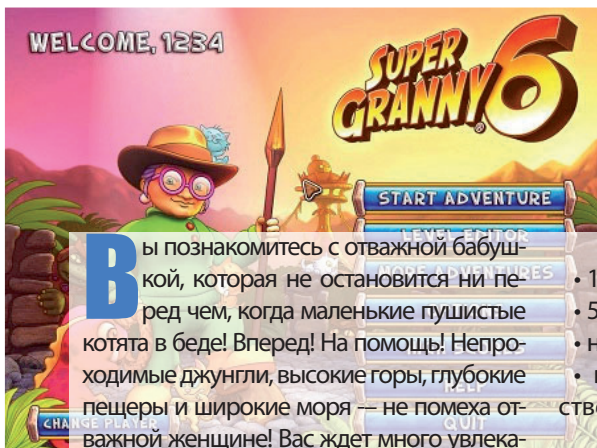 WELCOME, 1234
SUPER
GRANNY 6
®
START ADVENTURE
LEVEL EDITOR
MORE ADVENTURES
HELP
QUIT
CHANGE PLAYER
Вы познакомитесь с отважной бабуш-
кой, которая не остановится ни пе-
ред чем, когда маленькие пушистые
котята в беде! Вперед! На помощь! Непро-
ходимые джунгли, высокие горы, глубокие
пещеры и широкие моря — не помеха от-
важной женщине! Вас ждет много увлека-
• 1
• 5
• н
•
ство